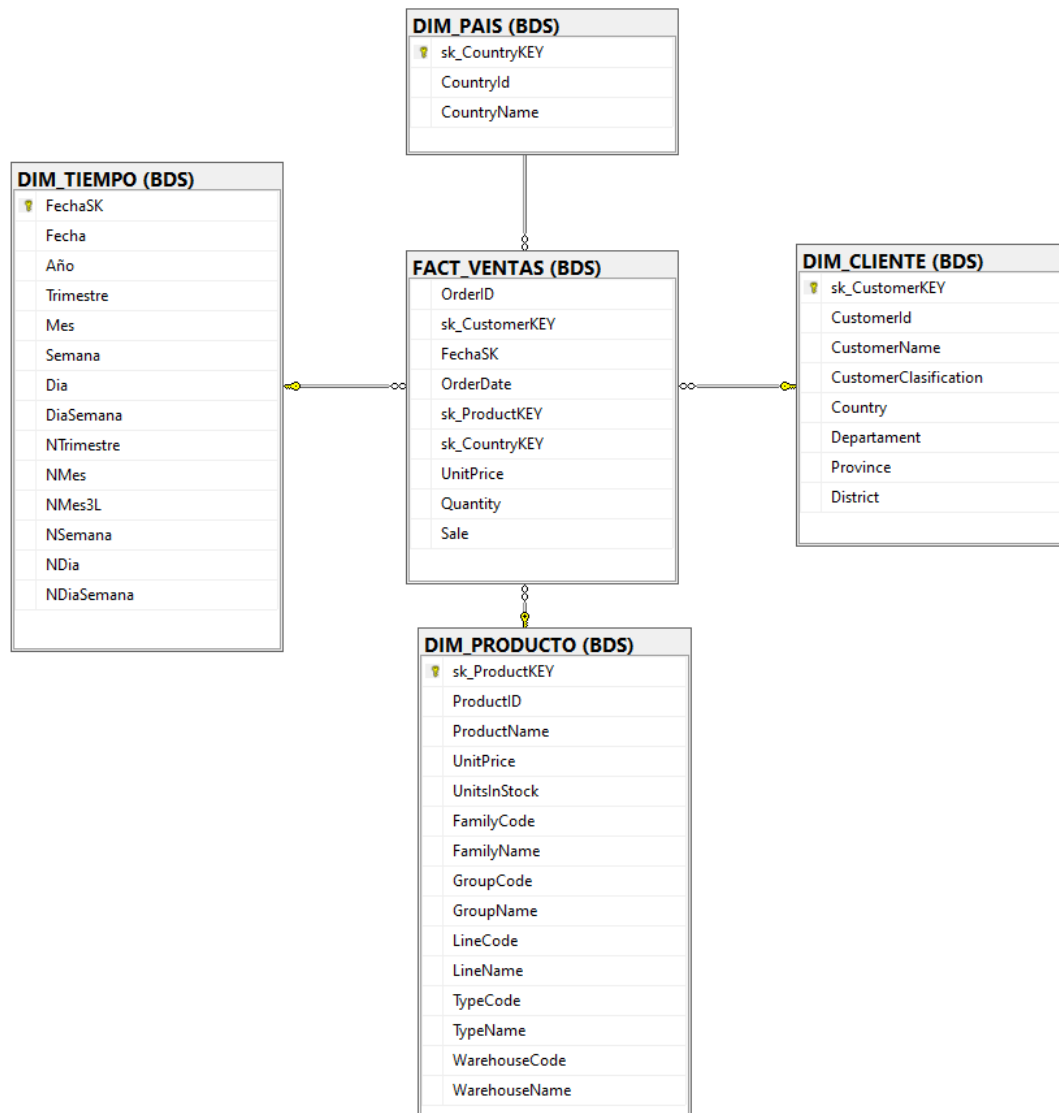 DIM_PAIS (BDS)
sk_CountryKEY
CountryId
CountryName
DIM_TIEMPO (BDS)
FechaSK
Fecha
Año
Trimestre
Mes
Semana
Dia
DiaSemana
NTrimestre
NMes
NMes3L
NSemana
NDia
NDiaSemana
FACT_VENTAS (BDS)
OrderID
sk_CustomerKEY
FechaSK
OrderDate
sk_ProductKEY
sk_CountryKEY
UnitPrice
Quantity
Sale
DIM_CLIENTE (BDS)
sk_CustomerKEY
CustomerId
CustomerName
CustomerClasification
Country
Departament
Province
District
DIM_PRODUCTO (BDS)
sk_ProductKEY
ProductID
ProductName
UnitPrice
UnitsInStock
FamilyCode
FamilyName
GroupCode
GroupName
LineCode
LineName
TypeCode
TypeName
WarehouseCode
WarehouseName